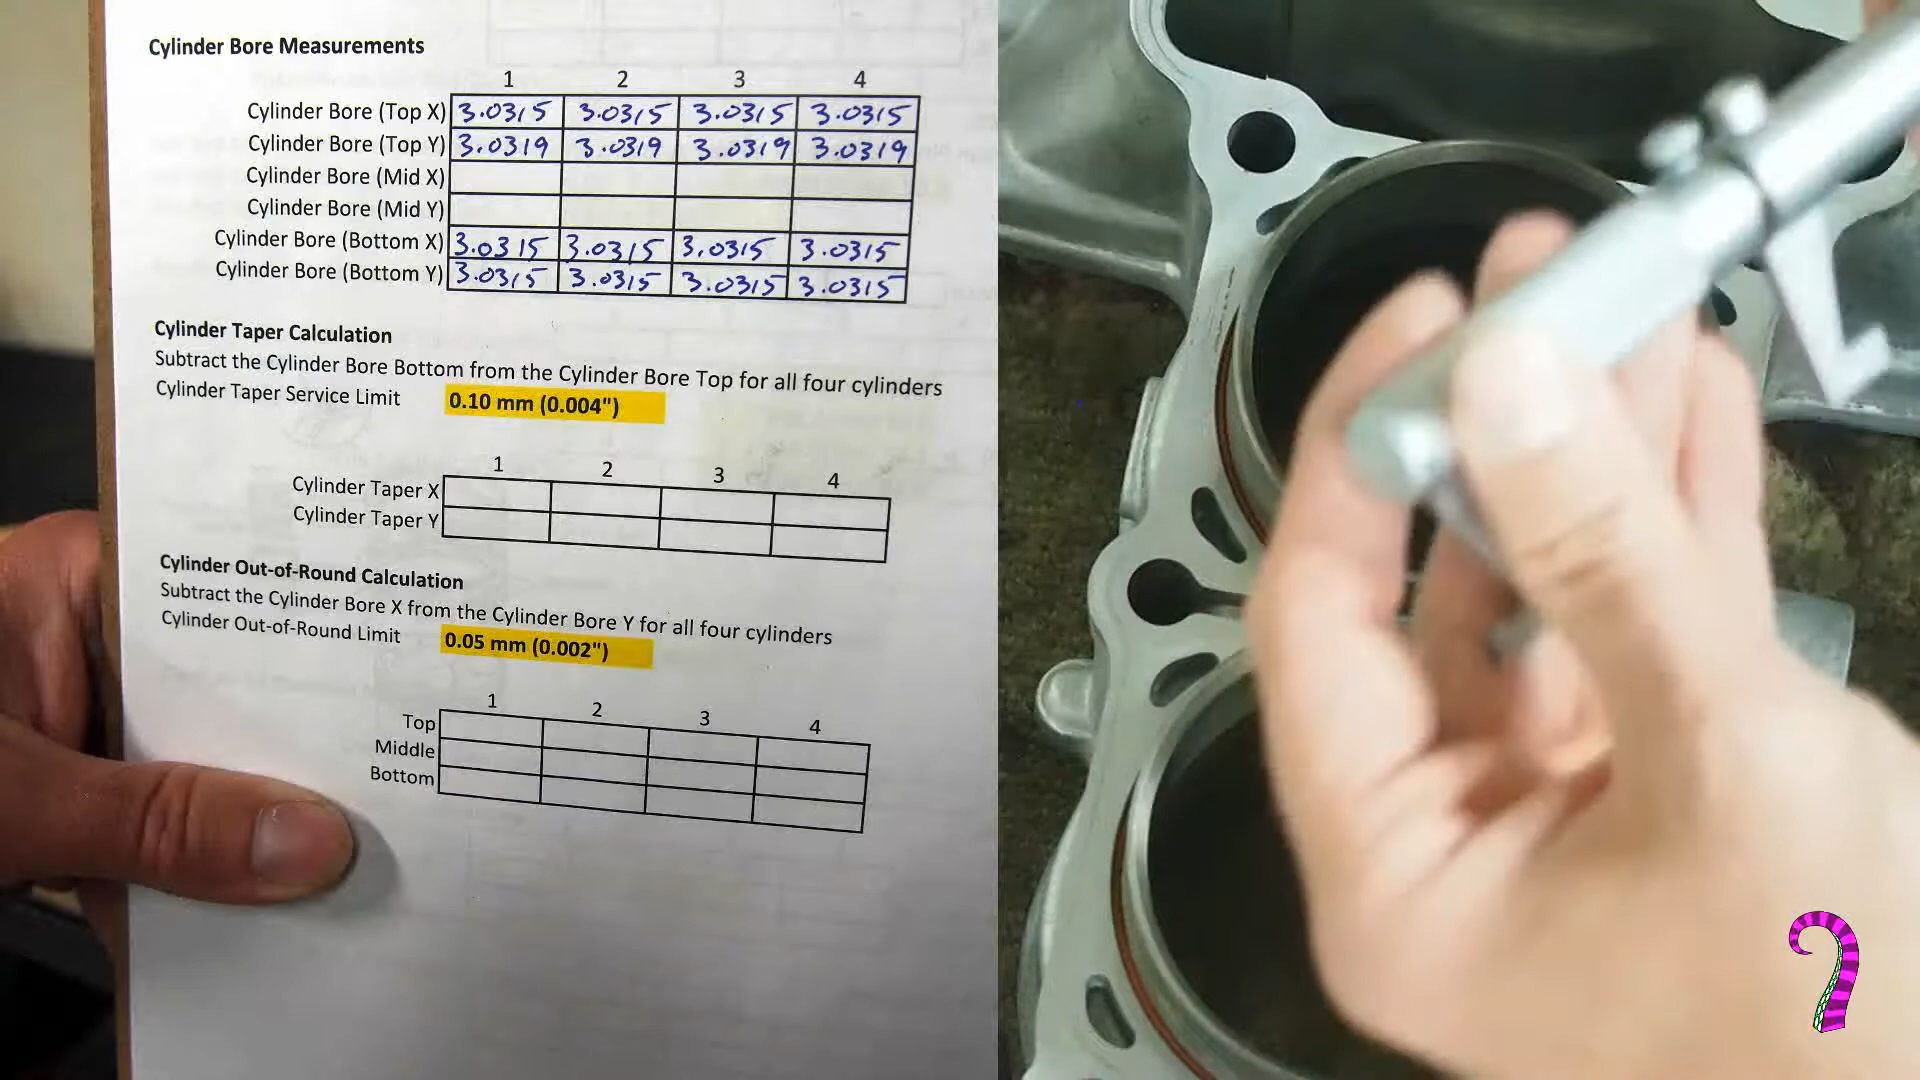 Cylinder Bore Measurements
1 2 3 4
Cylinder Bore (Top X) 3.0315 3.0315 3.0315 3.0315
Cylinder Bore (Top Y) 3.0319 3.0319 3.0319 3.0319
Cylinder Bore (Mid X)
Cylinder Bore (Mid Y)
Cylinder Bore (Bottom X) 3.0315 3.0315 3.0315 3.0315
Cylinder Bore (Bottom Y) 3.0315 3.0315 3.0315 3.0315
Cylinder Taper Calculation
Subtract the Cylinder Bore Bottom from the Cylinder Bore Top for all four cylinders
Cylinder Taper Service Limit 0.10 mm (0.004")
1 2 3 4
Cylinder Taper X
Cylinder Taper Y
Cylinder Out-of-Round Calculation
Subtract the Cylinder Bore X from the Cylinder Bore Y for all four cylinders
Cylinder Out-of-Round Limit 0.05 mm (0.002")
1 2 3 4
Top
Middle
Bottom